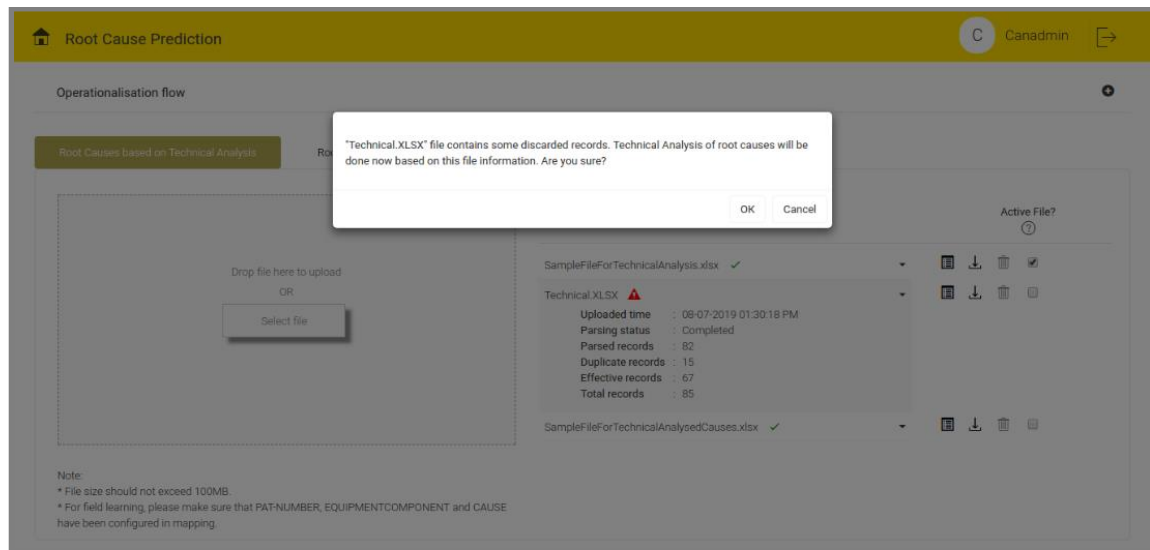 Root Cause Prediction
C
Canadmin
Operationalisation flow
"Technical.XLSX" file contains some discarded records. Technical Analysis of root causes will be
done now based on this file information. Are you sure?
OK
Cancel
Root Causes based on Technical Analysis
Active File?
?
Drop file here to upload
OR
Select file
SampleFileForTechnicalAnalysis.xlsx
Technical.XLSX
Uploaded time : 08-07-2019 01:30:18 PM
Parsing status : Completed
Parsed records : 82
Duplicate records : 15
Effective records : 67
Total records : 85
SampleFileForTechnicalAnalysedCauses.xlsx
Note:
* File size should not exceed 100MB.
* For field learning, please make sure that PAT-NUMBER, EQUIPMENTCOMPONENT and CAUSE
have been configured in mapping.